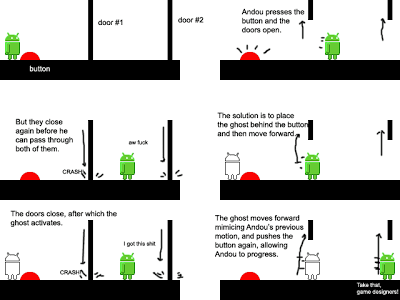 door #1
door #2
button
Andou presses the
button and the
doors open.
But they close
again before he
can pass through
both of them.
CRASH
aw fuck
The solution is to place
the ghost behind the button
and then move forward.
The doors close, after which the
ghost activates.
I got this shit
CRASH
The ghost moves forward
mimicing Andou's previous
motion, and pushes the
button again, allowing
Andou to progress.
Take that,
game designers!